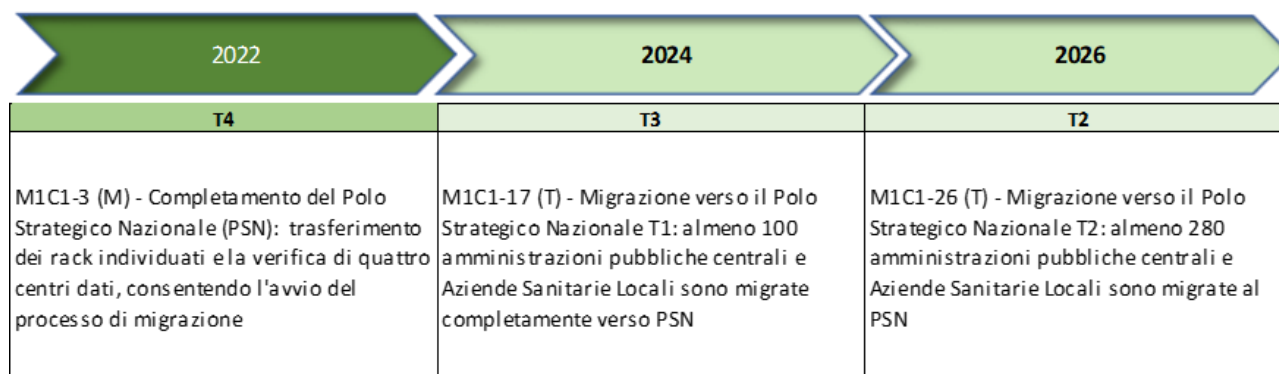 2022
2024
2026
T4
T3
T2
M1C1-3 (M) - Completamento del Polo
Strategico Nazionale (PSN): trasferimento
dei rack individuati e la verifica di quattro
centri dati, consentendo l'avvio del
processo di migrazione
M1C1-17 (T) - Migrazione verso il Polo
Strategico Nazionale T1: almeno 100
amministrazioni pubbliche centrali e
Aziende Sanitarie Locali sono migrate
completamente verso PSN
M1C1-26 (T) - Migrazione verso il Polo
Strategico Nazionale T2: almeno 280
amministrazioni pubbliche centrali e
Aziende Sanitarie Locali sono migrate al
PSN